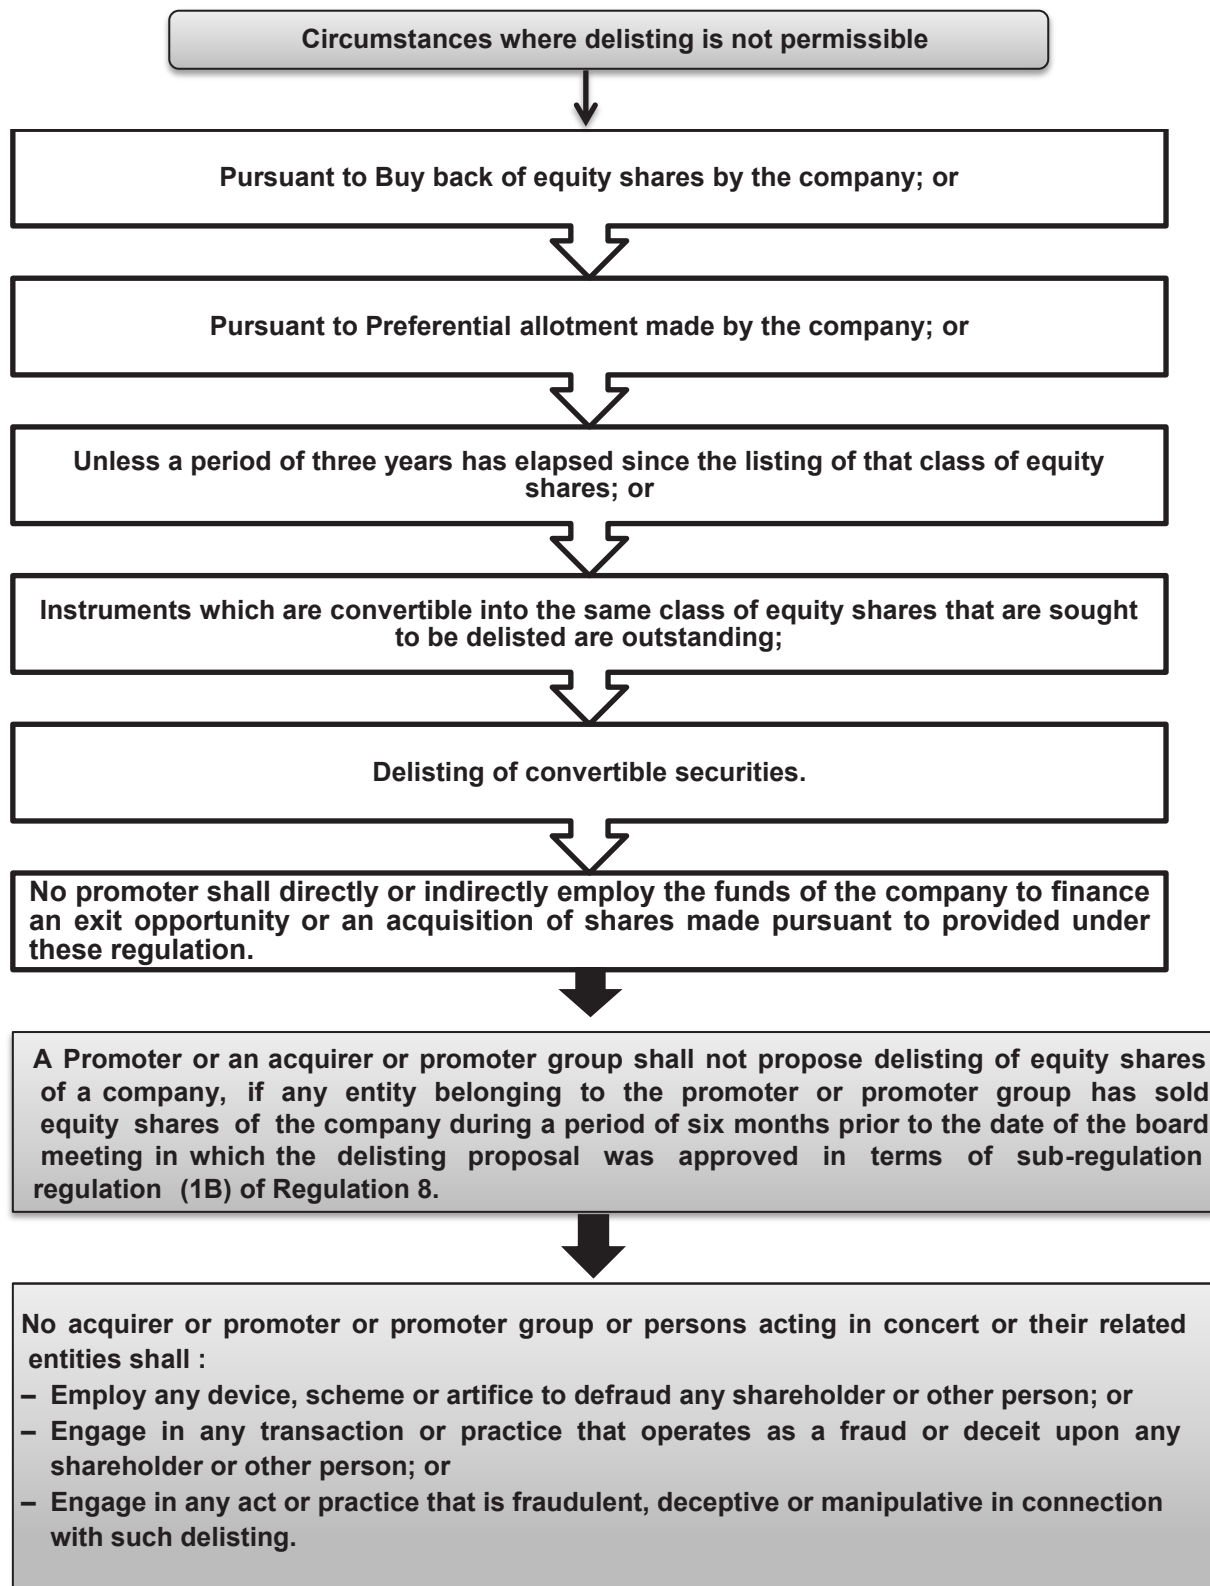 Circumstances where delisting is not permissible
Pursuant to Buy back of equity shares by the company; or
Pursuant to Preferential allotment made by the company; or
Unless a period of three years has elapsed since the listing of that class of equity
shares; or
Instruments which are convertible into the same class of equity shares that are sought
to be delisted are outstanding;
Delisting of convertible securities.
No promoter shall directly or indirectly employ the funds of the company to finance
an exit opportunity or an acquisition of shares made pursuant to provided under
these regulation.
A Promoter or an acquirer or promoter group shall not propose delisting of equity shares
of a company, if any entity belonging to the promoter or promoter group has sold
equity shares of the company during a period of six months prior to the date of the board
meeting in which the delisting proposal was approved in terms of sub-regulation
regulation (1B) of Regulation 8.
No acquirer or promoter or promoter group or persons acting in concert or their related
entities shall :
– Employ any device, scheme or artifice to defraud any shareholder or other person; or
– Engage in any transaction or practice that operates as a fraud or deceit upon any
shareholder or other person; or
– Engage in any act or practice that is fraudulent, deceptive or manipulative in connection
with such delisting.